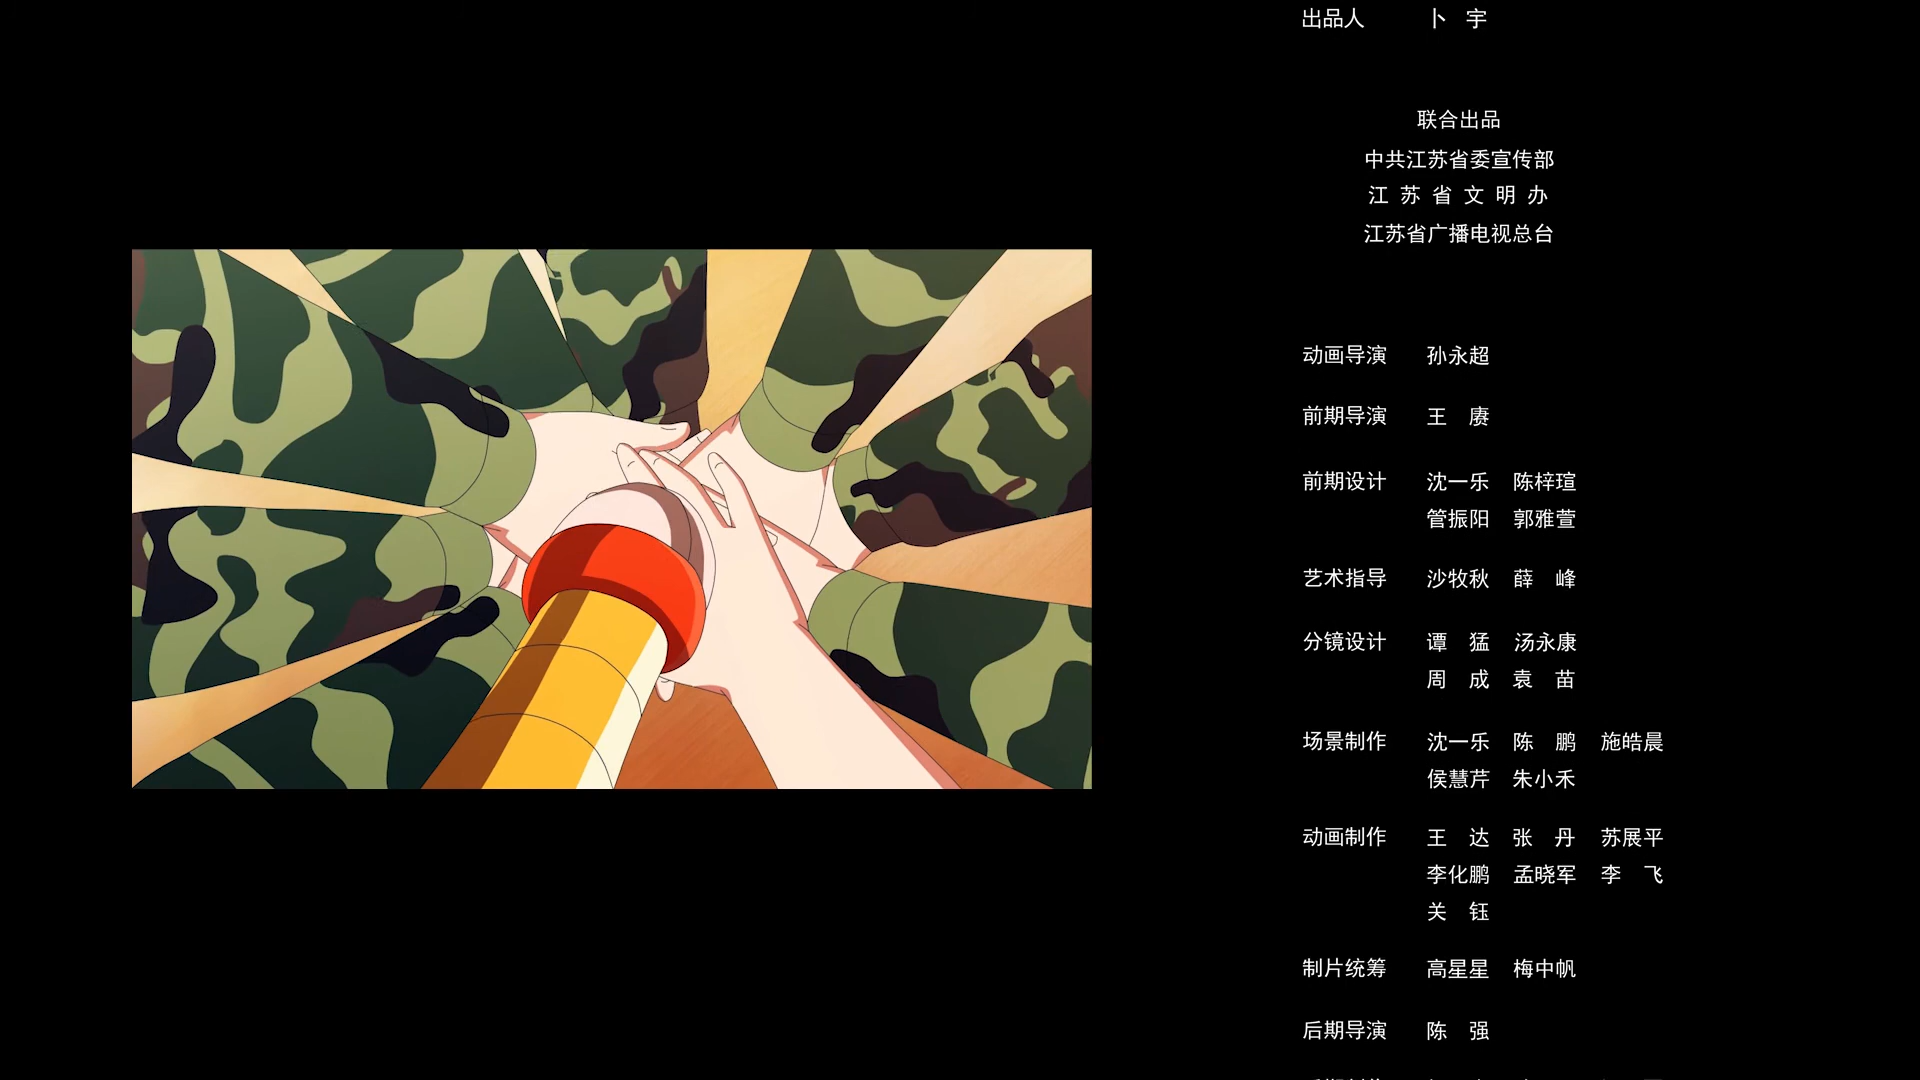 出品人 卜 宇
联合出品
中共江苏省委宣传部
江 苏 省 文 明 办
江苏省广播电视总台
动画导演 孙永超
前期导演 王 赓
前期设计 沈一乐 陈梓瑄
管振阳 郭雅萱
艺术指导 沙牧秋 薛 峰
分镜设计 谭 猛 汤永康
周 成 袁 苗
场景制作 沈一乐 陈 鹏 施皓晨
侯慧芹 朱小禾
动画制作 王 达 张 丹 苏展平
李化鹏 孟晓军 李 飞
关 钰
制片统筹 高星星 梅中帆
后期导演 陈 强